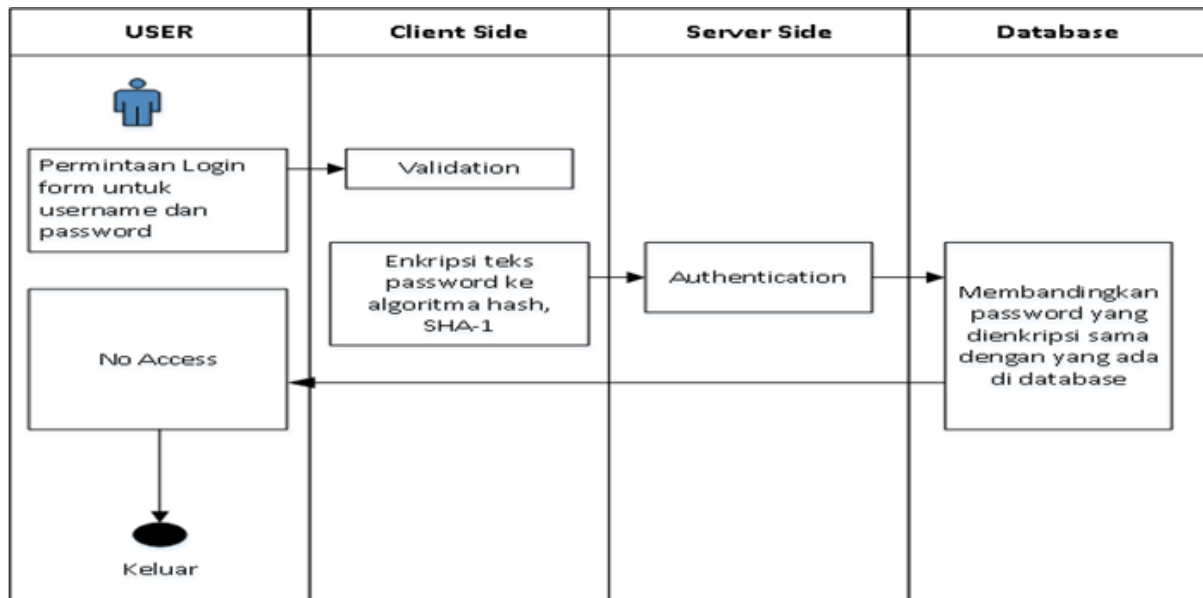 USER
Client Side
Server Side
Database
Permintaan Login
form untuk
username dan
password
Validation
Enkripsi teks
password ke
algoritma hash,
SHA-1
Authentication
Membandingkan
password yang
dienkripsi sama
dengan yang ada
di database
No Access
Keluar